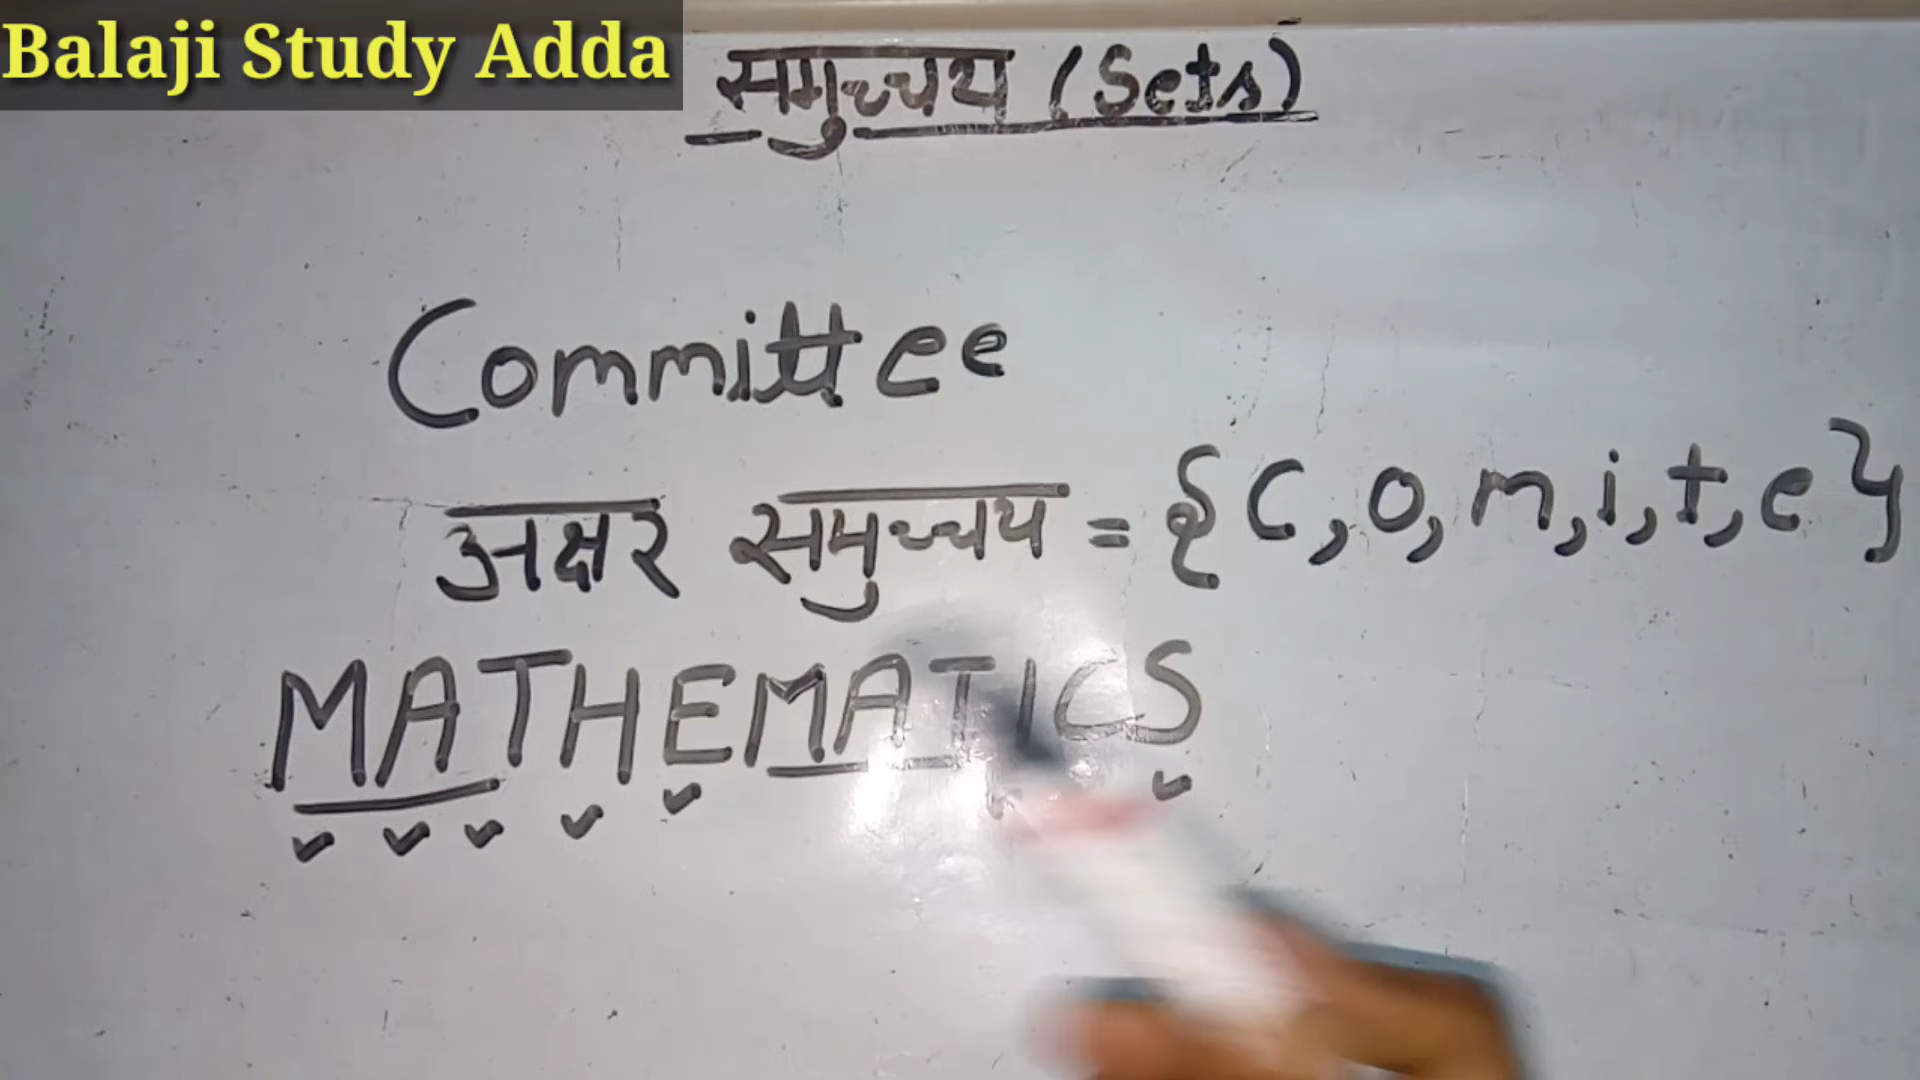 Balaji Study Adda
समुच्चय (Sets)
Committee
अक्षर समुच्चय = {c, o, m, i, t, e}
MATHEMATICS